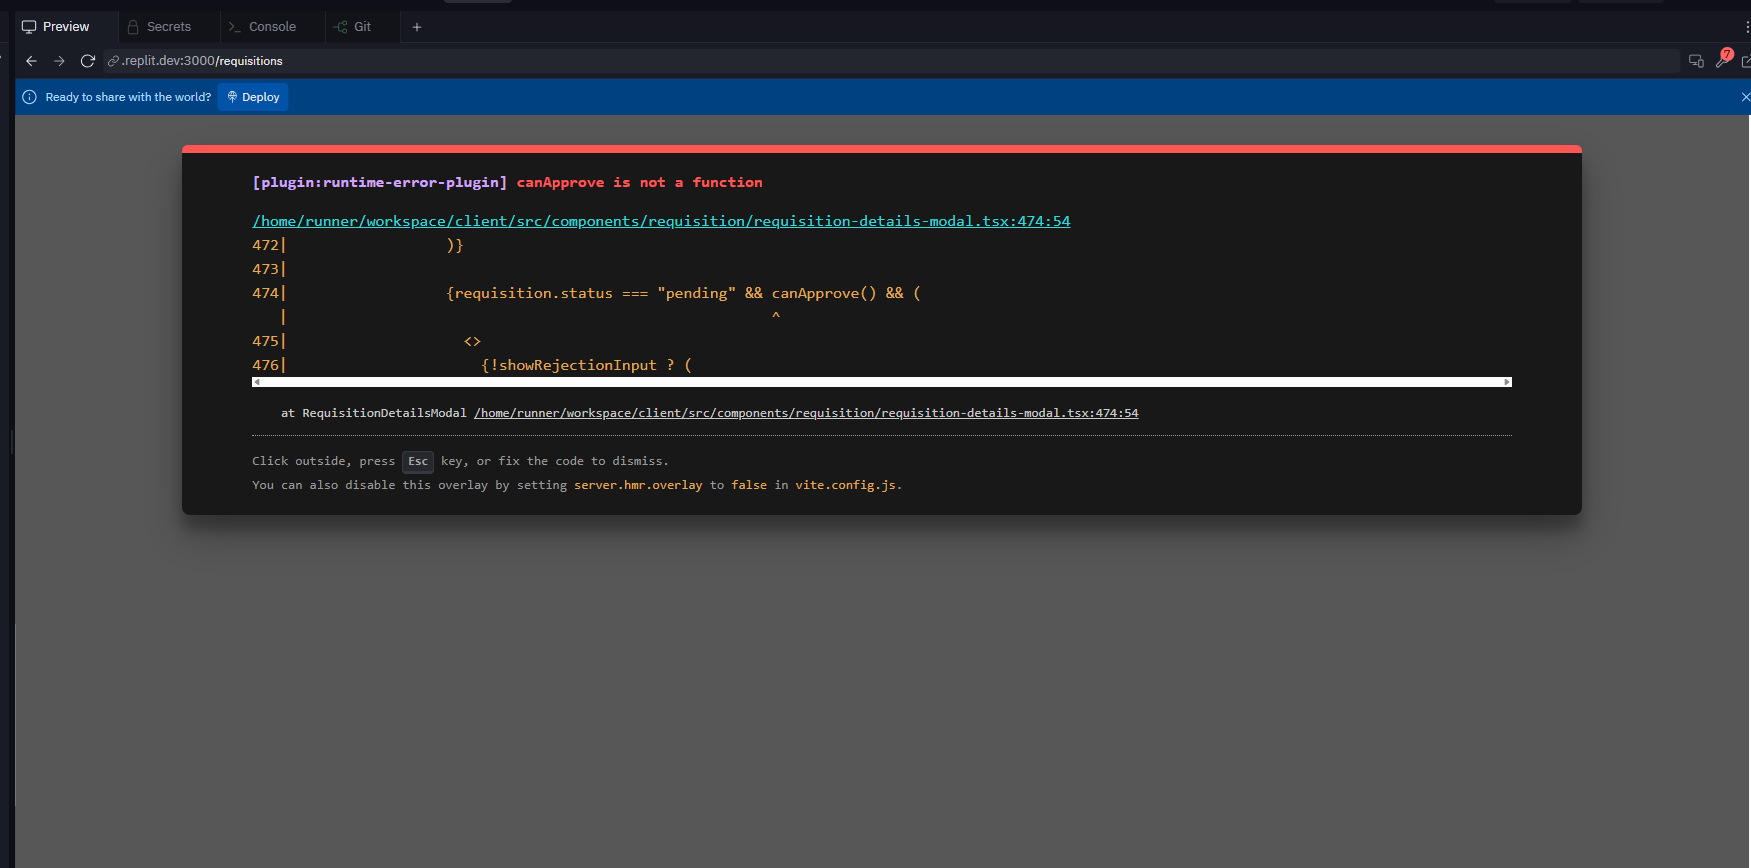 Preview Secrets >_ Console Git +
.replit.dev:3000/requisitions 7
Ready to share with the world? Deploy
[plugin:runtime-error-plugin] canApprove is not a function
/home/runner/workspace/client/src/components/requisition/requisition-details-modal.tsx:474:54
472| )}
473|
474| {requisition.status === "pending" && canApprove() && (
| ^
475| <>
476| {!showRejectionInput ? (
at RequisitionDetailsModal /home/runner/workspace/client/src/components/requisition/requisition-details-modal.tsx:474:54
Click outside, press Esc key, or fix the code to dismiss.
You can also disable this overlay by setting server.hmr.overlay to false in vite.config.js.